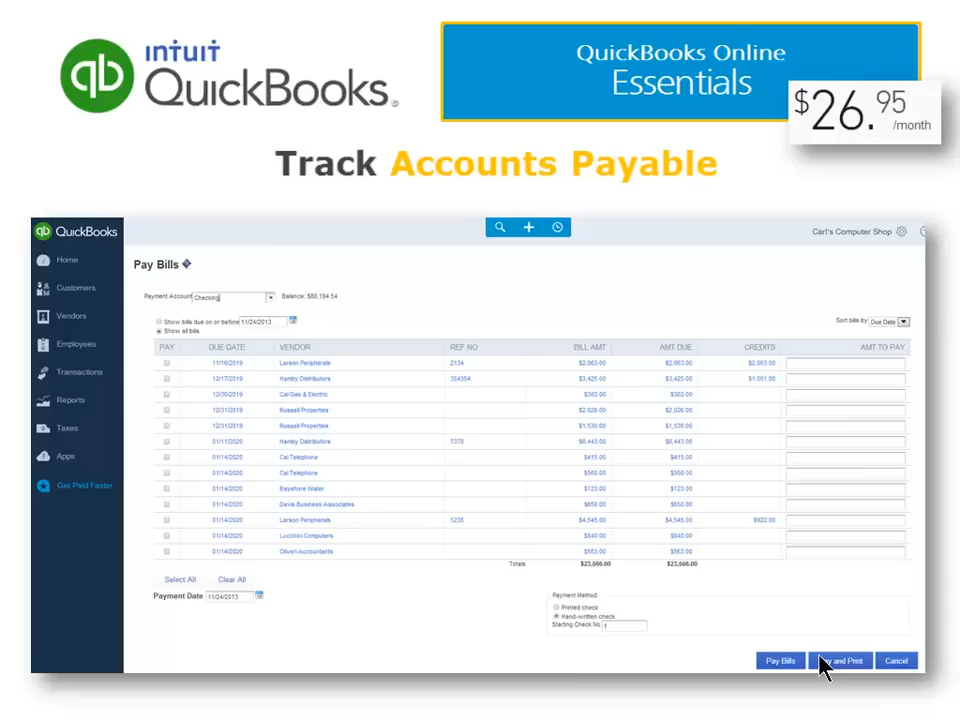 intuit
QuickBooks.
QuickBooks Online
Essentials
$26.95
/month
Track Accounts Payable
QuickBooks
Carl's Computer Shop
Home
Customers
Vendors
Employees
Transactions
Reports
Taxes
Apps
Get Paid Faster
Pay Bills
Payment Account Checking Balance: $80,194.54
Show bills due on or before 11/24/2013
Show all bills
Sort bills by Due Date
PAY DUE DATE VENDOR REF NO BILL AMT AMT DUE CREDITS AMT TO PAY
11/16/2019 Larson Peripherals 2134 $2,063.00 $2,063.00 $2,063.00
12/17/2019 Hamby Distributors 354354 $3,425.00 $3,425.00 $1,001.00
12/30/2019 Cal Gas & Electric $383.00 $383.00
12/31/2019 Russell Properties $2,026.00 $2,026.00
12/31/2019 Russell Properties $1,530.00 $1,530.00
01/11/2020 Hamby Distributors 7378 $6,443.00 $6,443.00
01/14/2020 Cal Telephone $415.00 $415.00
01/14/2020 Cal Telephone $560.00 $560.00
01/14/2020 Bayshore Water $123.00 $123.00
01/14/2020 Davis Business Associates $650.00 $650.00
01/14/2020 Larson Peripherals 5235 $4,545.00 $4,545.00 $922.00
01/14/2020 Lucchini Computers $840.00 $840.00
01/14/2020 Oliveri Accountants $563.00 $563.00
Totals $23,566.00 $23,566.00
Select All Clear All
Payment Date 11/24/2013
Payment Method
Printed check
Hand-written check
Starting Check No 1
Pay Bills
and Print
Cancel